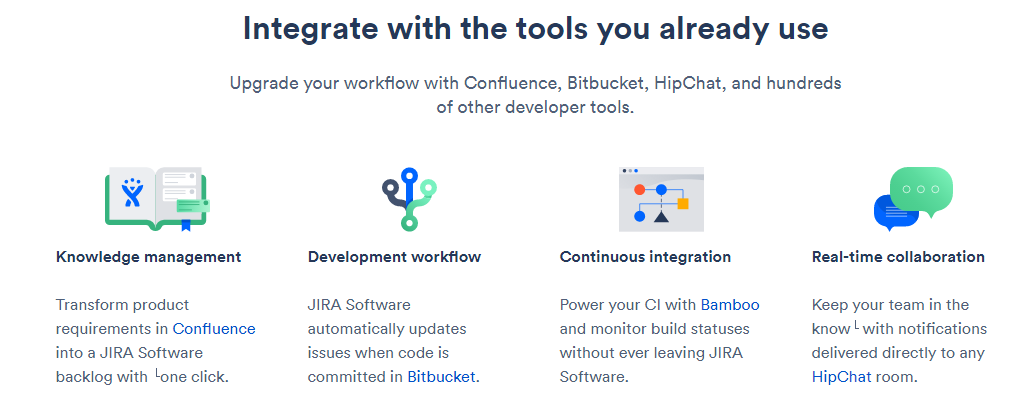 Integrate with the tools you already use
Upgrade your workflow with Confluence, Bitbucket, HipChat, and hundreds
of other developer tools.
Knowledge management
Transform product
requirements in Confluence
into a JIRA Software
backlog with └one click.
Development workflow
JIRA Software
automatically updates
issues when code is
committed in Bitbucket.
Continuous integration
Power your CI with Bamboo
and monitor build statuses
without ever leaving JIRA
Software.
Real-time collaboration
Keep your team in the
know└ with notifications
delivered directly to any
HipChat room.